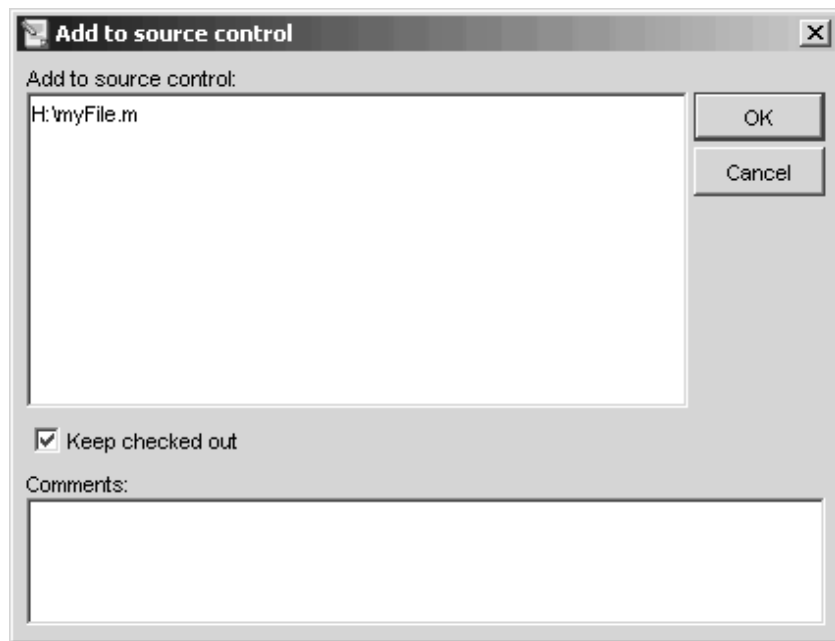 Add to source control
Add to source control:
H:\myFile.m
OK
Cancel
Keep checked out
Comments: